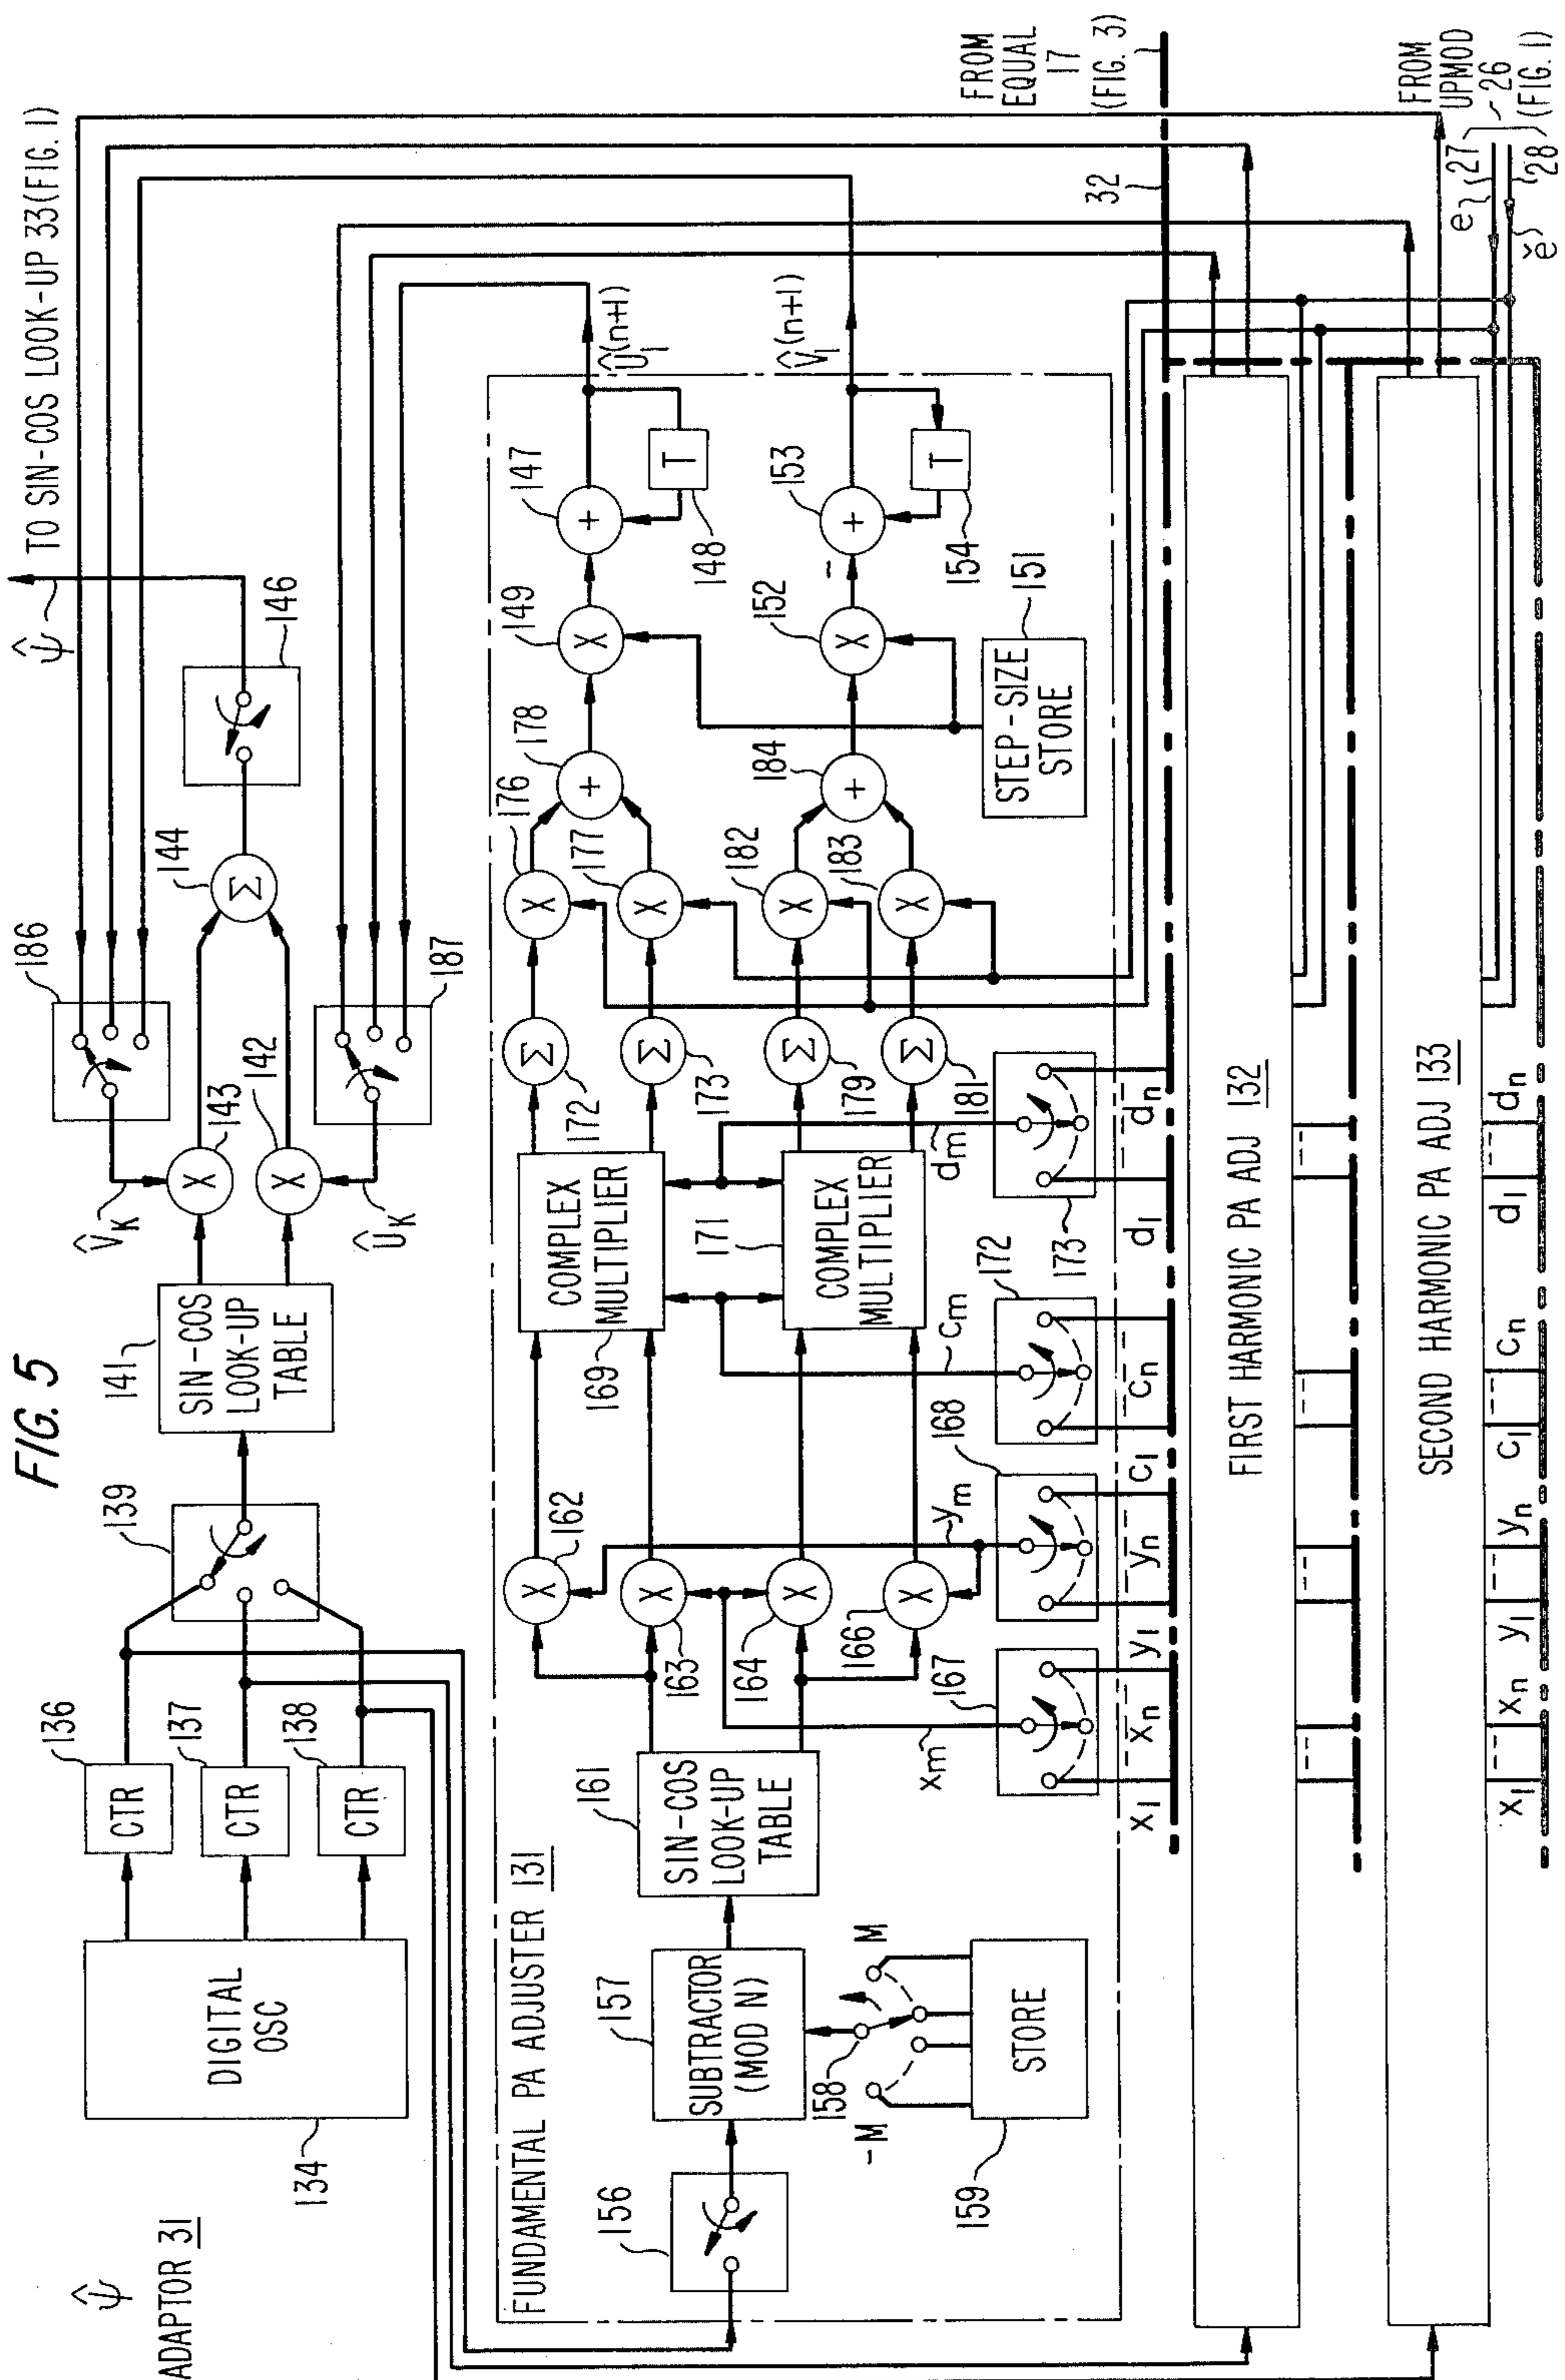 FIG. 5
ψ̂
ADAPTOR 31
134
DIGITAL
OSC
136
CTR
137
CTR
138
CTR
139
141
SIN-COS
LOOK-UP
TABLE
V̂K
143
X
142
X
ÛK
186
187
144
Σ
146
ψ̂
TO SIN-COS LOOK-UP 33 (FIG. 1)
FUNDAMENTAL PA ADJUSTER 131
156
157
SUBTRACTOR
(MOD N)
158
-M
M
159
STORE
161
SIN-COS
LOOK-UP
TABLE
162
X
163
X
164
X
166
X
167
168
xm
ym
169
COMPLEX
MULTIPLIER
171
COMPLEX
MULTIPLIER
172
173
cm
dm
172
Σ
173
Σ
179
Σ
181
Σ
176
X
177
X
182
X
183
X
178
+
184
+
149
X
152
X
-
151
STEP-SIZE
STORE
147
+
148
T
153
+
154
T
Û1(n+1)
V̂1(n+1)
x1 -- xn y1 -- yn c1 -- cn d1 -- dn
32
FROM
EQUAL
17
(FIG. 3)
FIRST HARMONIC PA ADJ 132
SECOND HARMONIC PA ADJ 133
x1 -- xn y1 -- yn c1 -- cn d1 -- dn
e
27
ě
28
FROM
UPMOD
26
(FIG. 1)